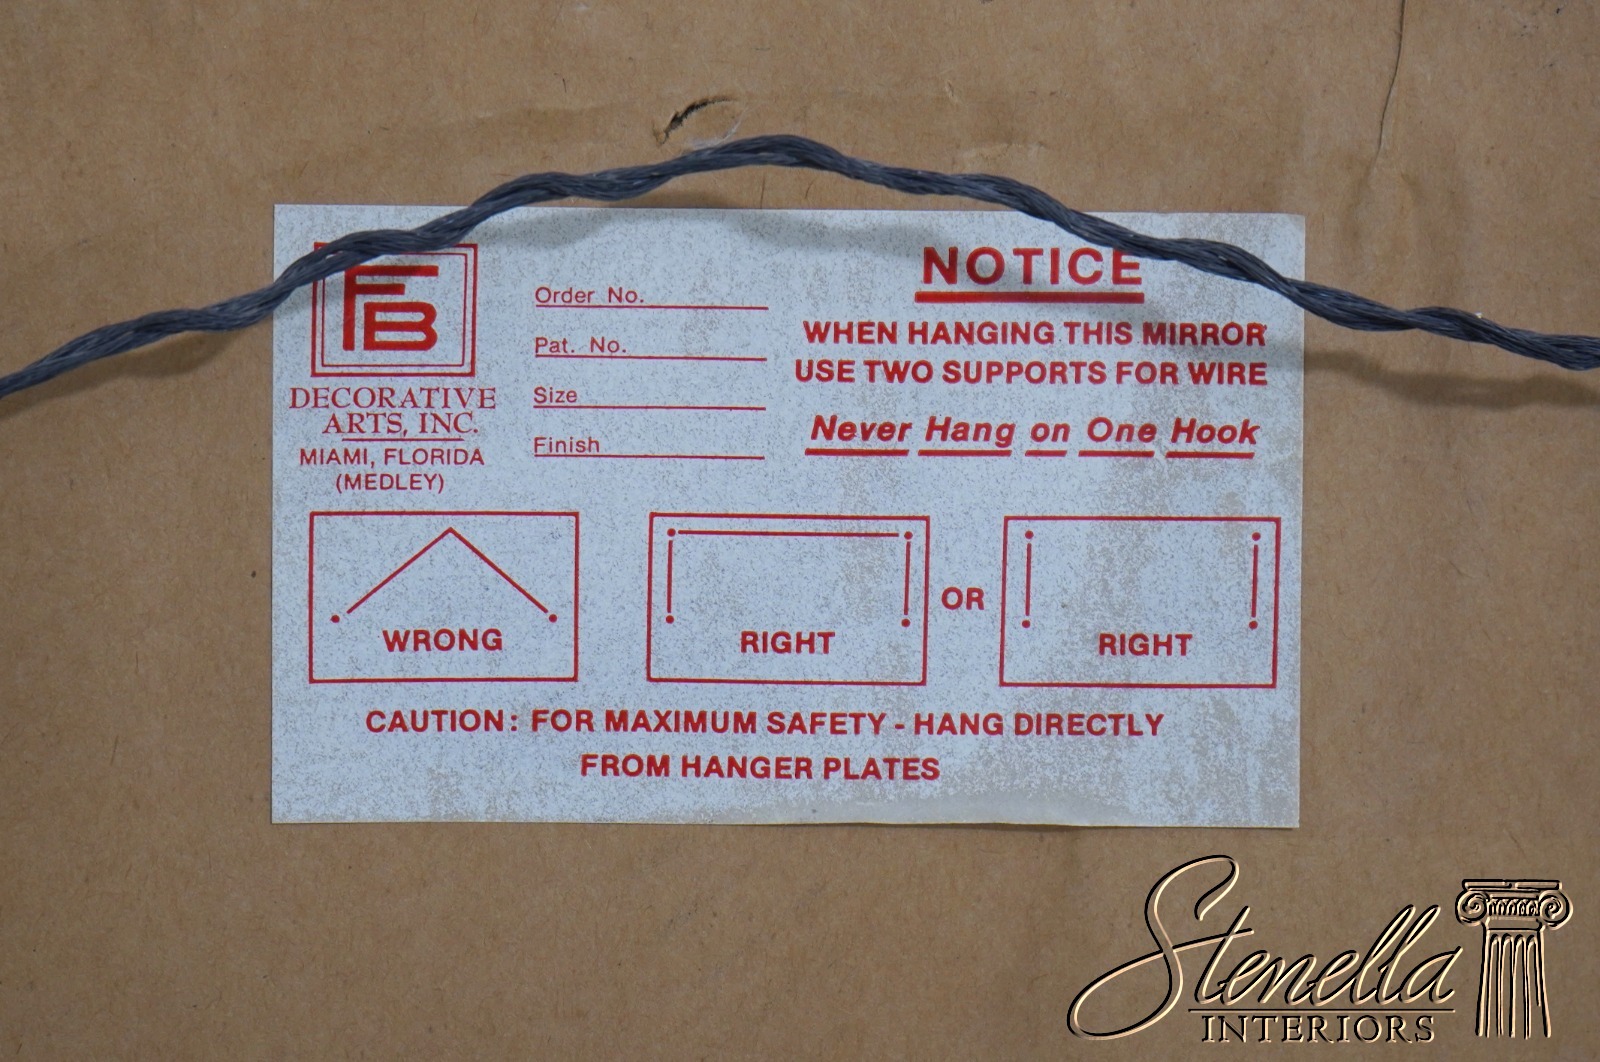 FB
DECORATIVE
ARTS, INC.
MIAMI, FLORIDA
(MEDLEY)
Order No.
Pat. No.
Size
Finish
NOTICE
WHEN HANGING THIS MIRROR
USE TWO SUPPORTS FOR WIRE
Never Hang on One Hook
WRONG
RIGHT
OR
RIGHT
CAUTION: FOR MAXIMUM SAFETY - HANG DIRECTLY
FROM HANGER PLATES
Stenella
INTERIORS